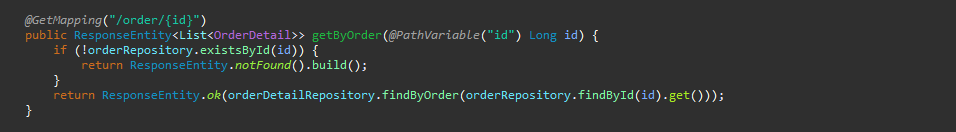 @GetMapping("/order/{id}")
public ResponseEntity<List<OrderDetail>> getByOrder(@PathVariable("id") Long id) {
    if (!orderRepository.existsById(id)) {
        return ResponseEntity.notFound().build();
    }
    return ResponseEntity.ok(orderDetailRepository.findByOrder(orderRepository.findById(id).get()));
}